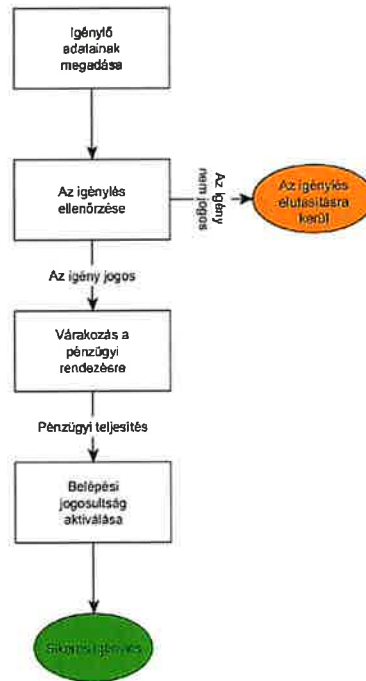 Igénylő
adatainak
megadása
Az igénylés
ellenőrzése
Az igény
nem jogos
Az igénylés
elutasításra
kerül
Az igény jogos
Várakozás a
pénzügyi
rendezésre
Pénzügyi teljesítés
Belépési
jogosultság
aktiválása
Sikeres igénylés